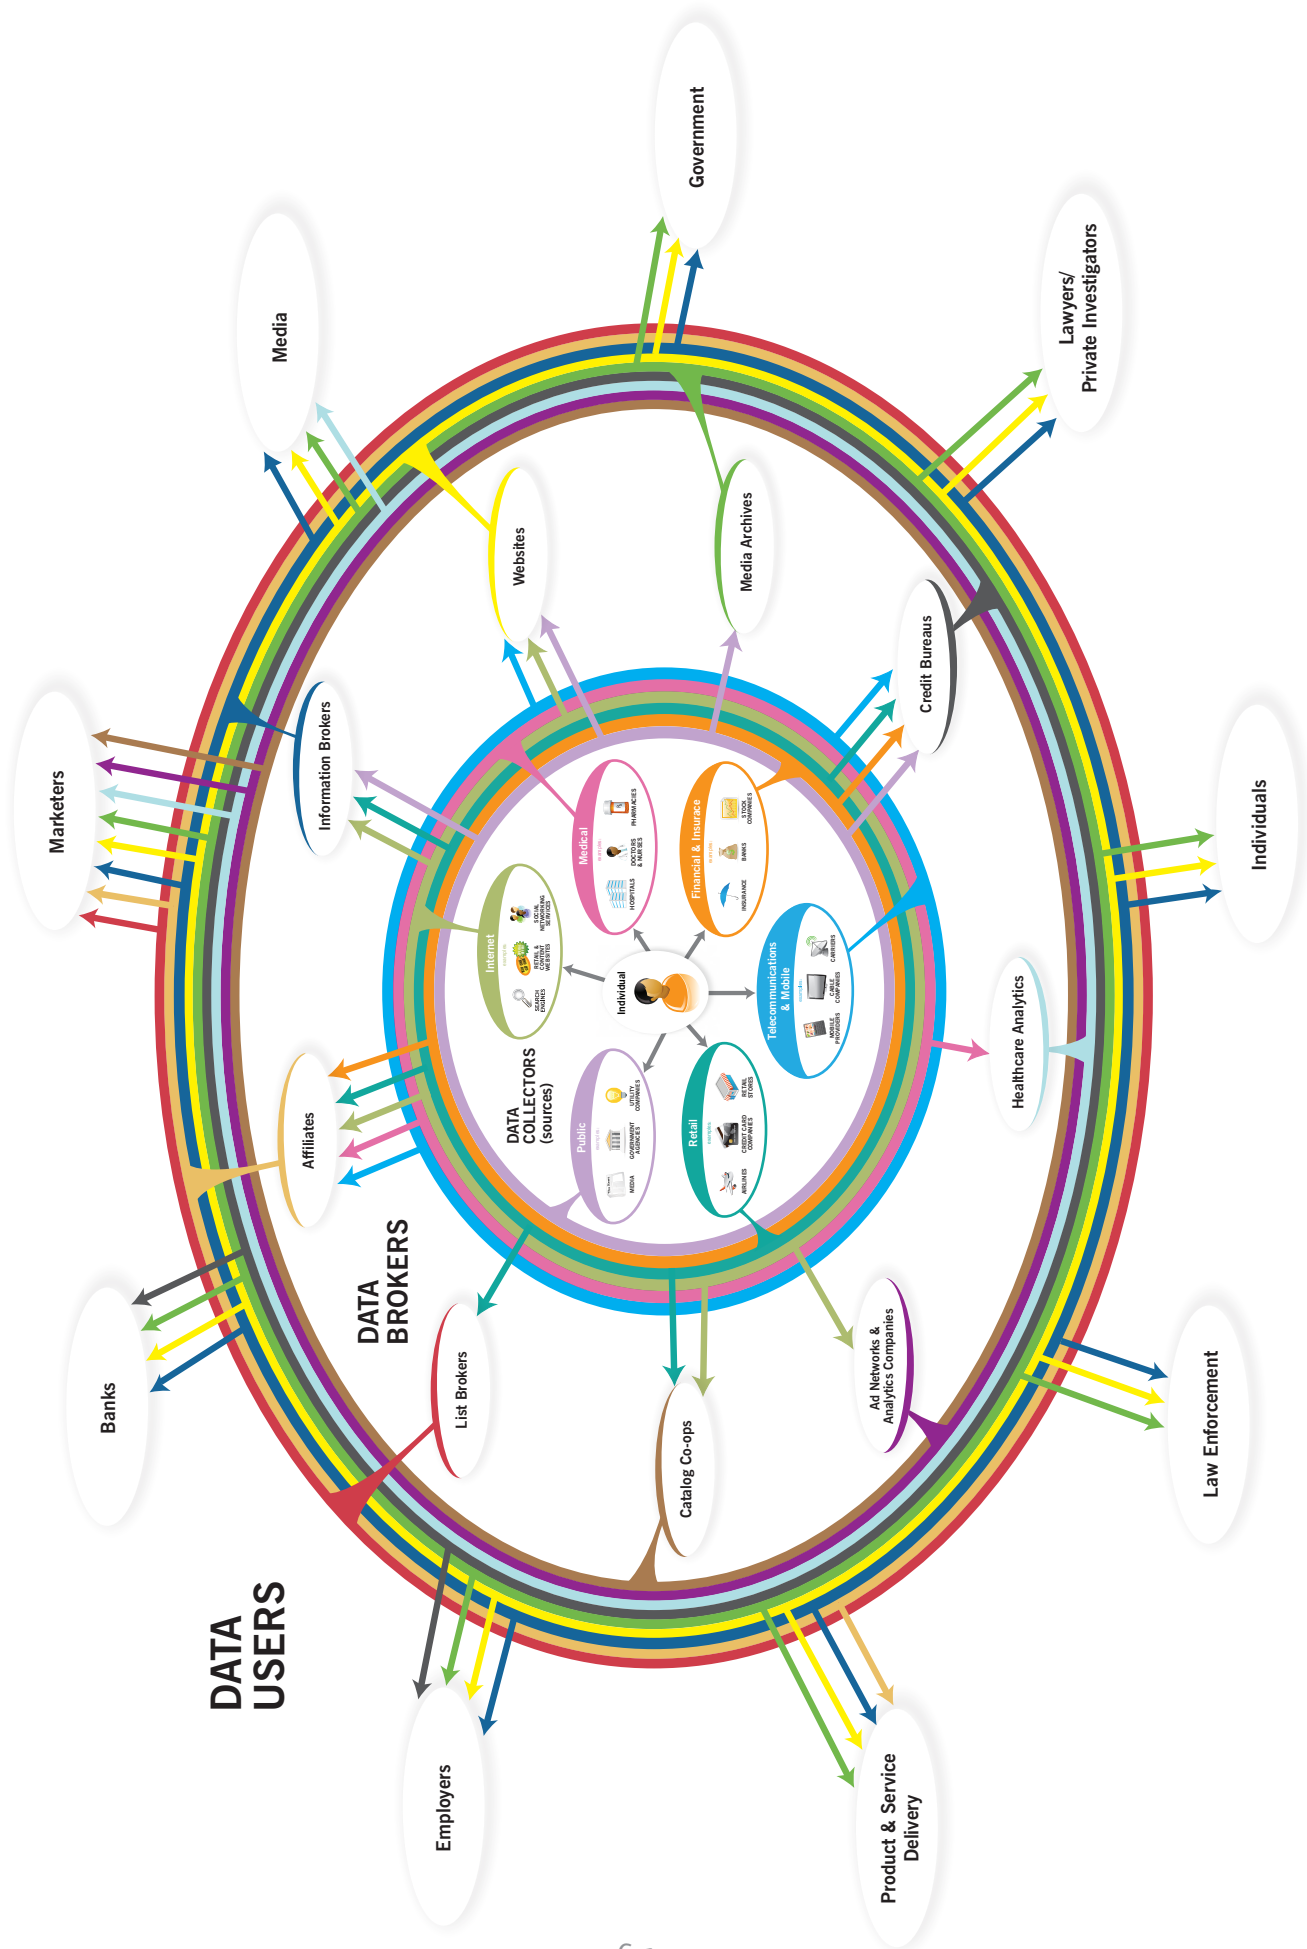 DATA
USERS
DATA
BROKERS
DATA
COLLECTORS
(sources)
Individual
Internet
SEARCH
ENGINES
RETAIL &
CONTENT
WEBSITES
SOCIAL
NETWORKING
SERVICES
Medical
HOSPITALS
DOCTORS
& NURSES
PHARMACIES
Financial & Insurace
INSURANCE
BANKS
STOCK
COMPANIES
Telecommunications
& Mobile
MOBILE
PROVIDERS
CABLE
COMPANIES
CARRIERS
Retail
AIRLINES
CREDIT CARD
COMPANIES
RETAIL
STORES
Public
MEDIA
GOVERNMENT
AGENCIES
UTILITY
COMPANIES
Affiliates
Information Brokers
Websites
Media Archives
Credit Bureaus
Healthcare Analytics
Ad Networks &
Analytics Companies
Catalog Co-ops
List Brokers
Banks
Marketers
Media
Government
Lawyers/
Private Investigators
Individuals
Law Enforcement
Product & Service
Delivery
Employers